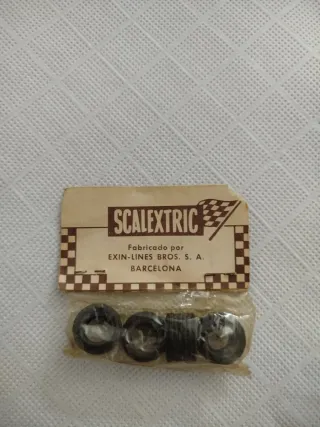 SCALEXTRIC
Fabricado por
EXIN-LINES BROS. S. A.
BARCELONA